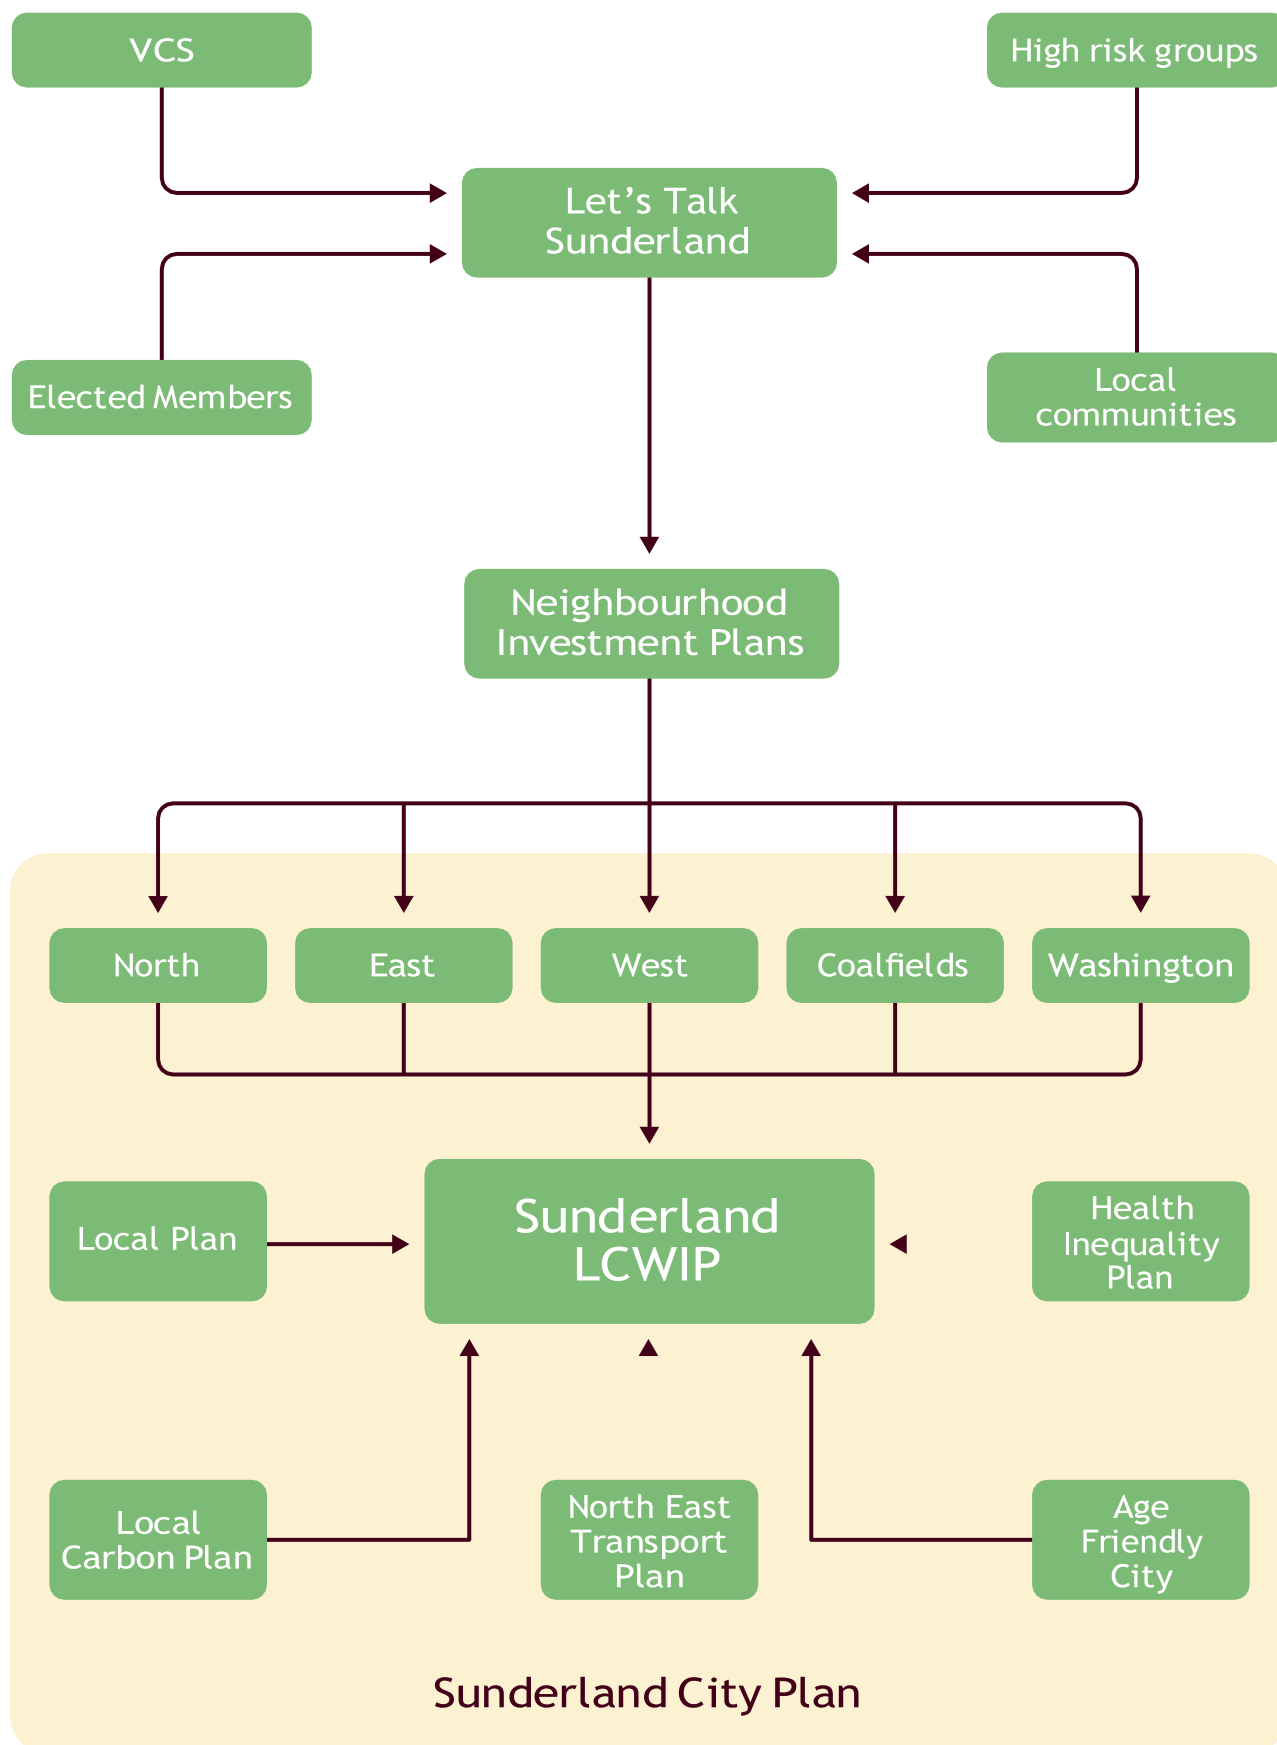 VCS
High risk groups
Let’s Talk
Sunderland
Elected Members
Local
communities
Neighbourhood
Investment Plans
North
East
West
Coalfields
Washington
Local Plan
Sunderland
LCWIP
Health
Inequality
Plan
Local
Carbon Plan
North East
Transport
Plan
Age
Friendly
City
Sunderland City Plan